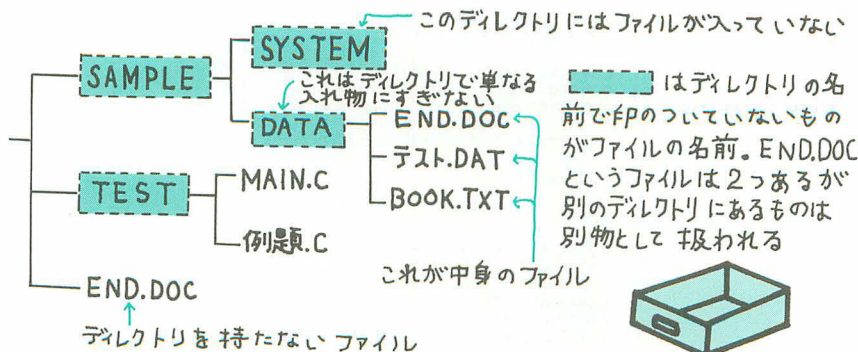 このディレクトリにはファイルが入っていない
SYSTEM
SAMPLE
これはディレクトリで単なる
入れ物にすぎない
DATA
END.DOC
テスト.DAT
BOOK.TXT
TEST
MAIN.C
例題.C
これが中身のファイル
END.DOC
ディレクトリを持たないファイル
はディレクトリの名
前で印のついていないもの
がファイルの名前。END.DOC
というファイルは2つあるが
別のディレクトリにあるものは
別物として扱われる